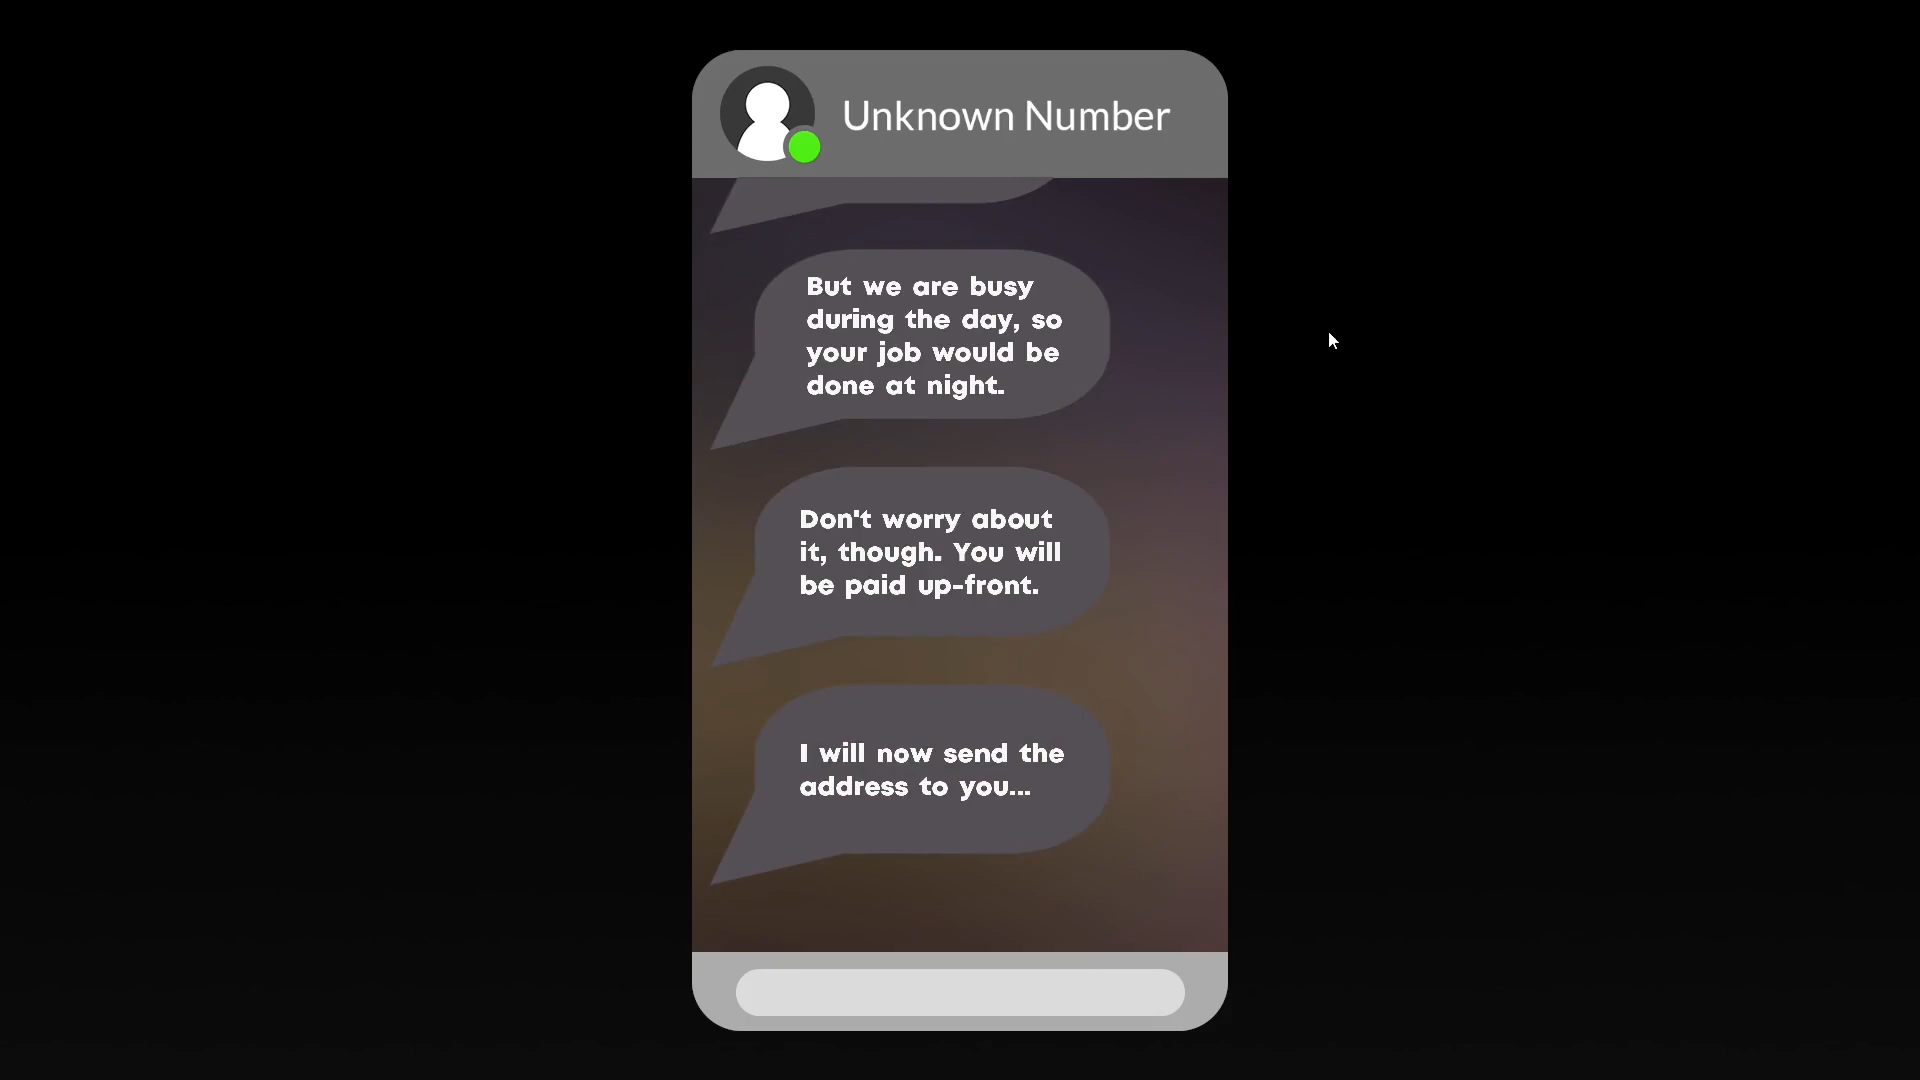 Unknown Number
But we are busy
during the day, so
your job would be
done at night.
Don't worry about
it, though. You will
be paid up-front.
I will now send the
address to you...